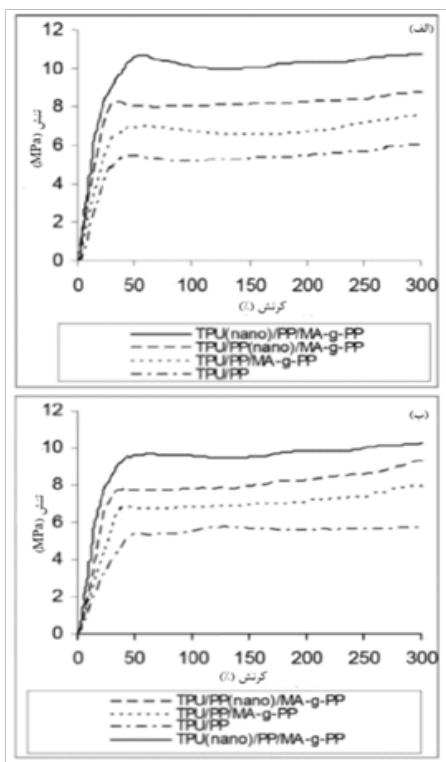 (الف)
12
10
8
6
4
2
0
تنش (MPa)
0 50 100 150 200 250 300
کرنش (٪)
TPU(nano)/PP/MA-g-PP
TPU/PP(nano)/MA-g-PP
TPU/PP/MA-g-PP
TPU/PP
(ب)
12
10
8
6
4
2
0
تنش (MPa)
0 50 100 150 200 250 300
کرنش (٪)
TPU/PP(nano)/MA-g-PP
TPU/PP/MA-g-PP
TPU/PP
TPU(nano)/PP/MA-g-PP